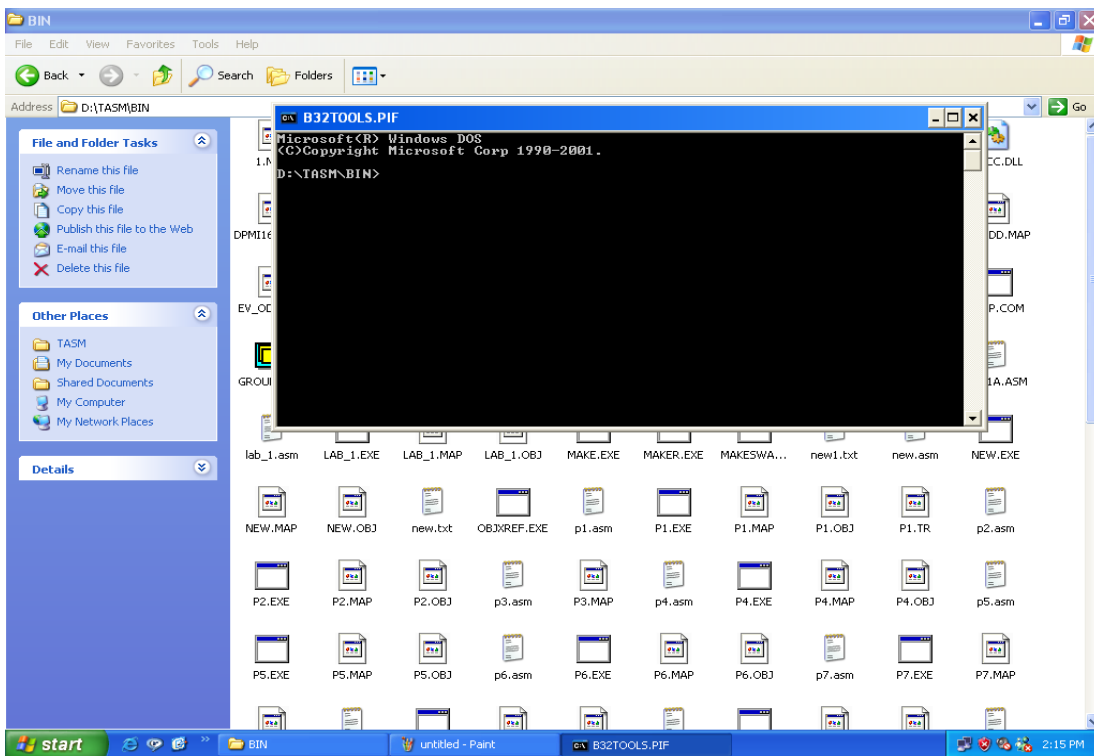 BIN
File Edit View Favorites Tools Help
Back Search Folders
Address D:\TASM\BIN Go
File and Folder Tasks
Rename this file
Move this file
Copy this file
Publish this file to the Web
E-mail this file
Delete this file
Other Places
TASM
My Documents
Shared Documents
My Computer
My Network Places
Details
B32TOOLS.PIF
Microsoft(R) Windows DOS
(C)Copyright Microsoft Corp 1990-2001.
D:\TASM\BIN>
CC.DLL
DPMI16 DD.MAP
EV_OD P.COM
GROU 1A.ASM
lab_1.asm LAB_1.EXE LAB_1.MAP LAB_1.OBJ MAKE.EXE MAKER.EXE MAKESWA... new1.txt new.asm NEW.EXE
NEW.MAP NEW.OBJ new.txt OBJXREF.EXE p1.asm P1.EXE P1.MAP P1.OBJ P1.TR p2.asm
P2.EXE P2.MAP P2.OBJ p3.asm P3.MAP p4.asm P4.EXE P4.MAP P4.OBJ p5.asm
P5.EXE P5.MAP P5.OBJ p6.asm P6.EXE P6.MAP P6.OBJ p7.asm P7.EXE P7.MAP
start BIN untitled - Paint B32TOOLS.PIF 2:15 PM